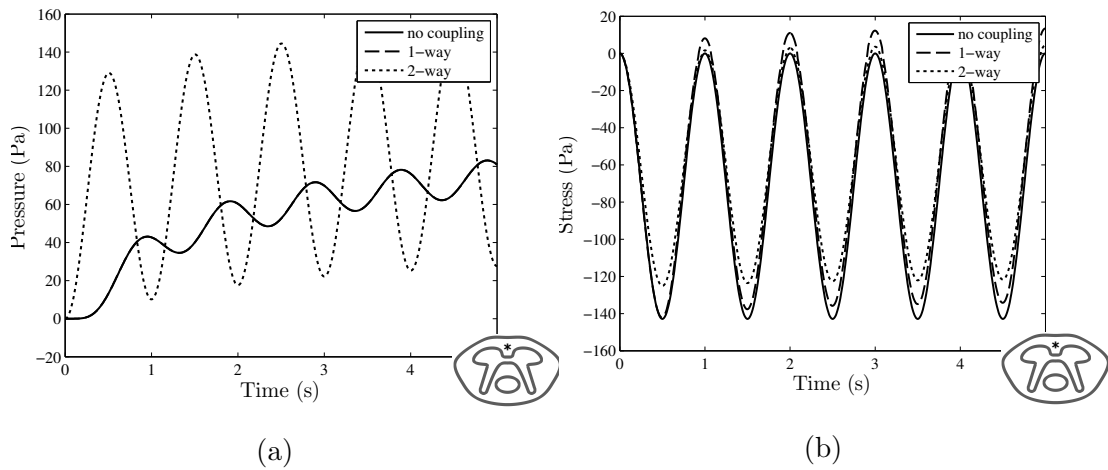 160
140
120
100
80
60
40
20
0
−20
Pressure (Pa)
no coupling
1−way
2−way
*
0 1 2 3 4
Time (s)
(a)
20
0
−20
−40
−60
−80
−100
−120
−140
−160
Stress (Pa)
no coupling
1−way
2−way
*
0 1 2 3 4
Time (s)
(b)